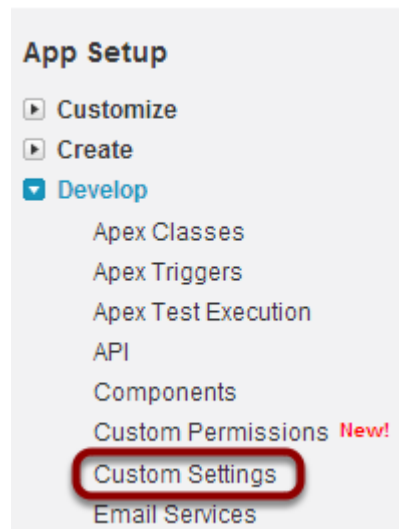 App Setup
Customize
Create
Develop
Apex Classes
Apex Triggers
Apex Test Execution
API
Components
Custom Permissions New!
Custom Settings
Email Services